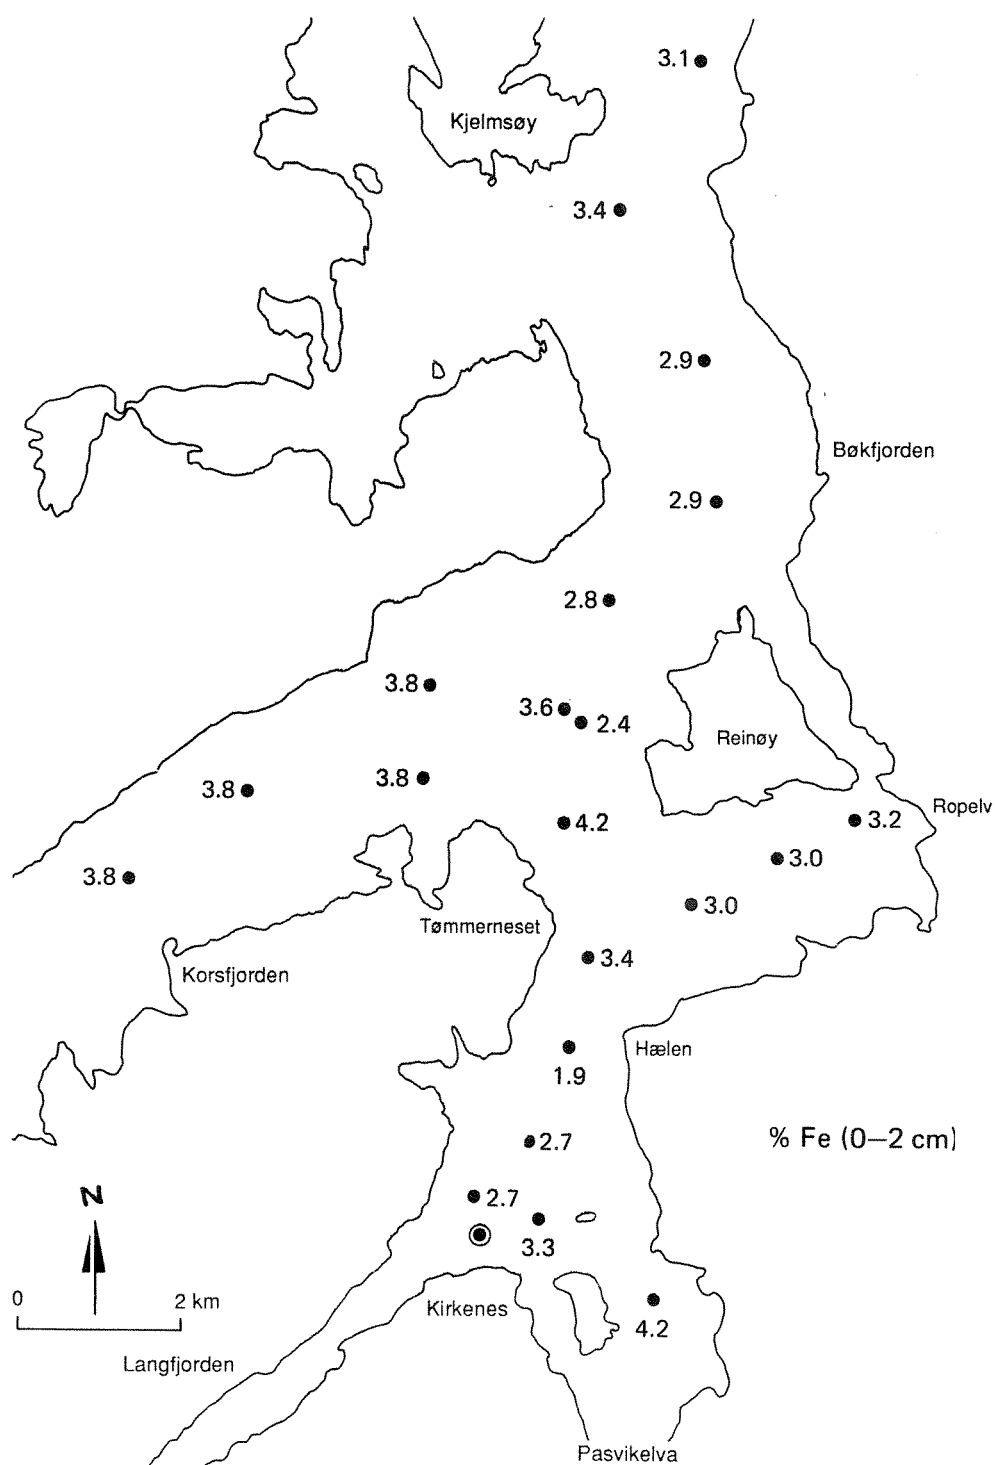 3.1
Kjelmsøy
3.4
2.9
Bøkfjorden
2.9
2.8
3.8
3.6
2.4
Reinøy
3.8
3.8
Ropelv
4.2
3.2
3.0
3.8
3.0
Tømmerneset
3.4
Korsfjorden
Hælen
1.9
% Fe (0–2 cm)
2.7
N
2.7
3.3
0 2 km
Kirkenes
4.2
Langfjorden
Pasvikelva